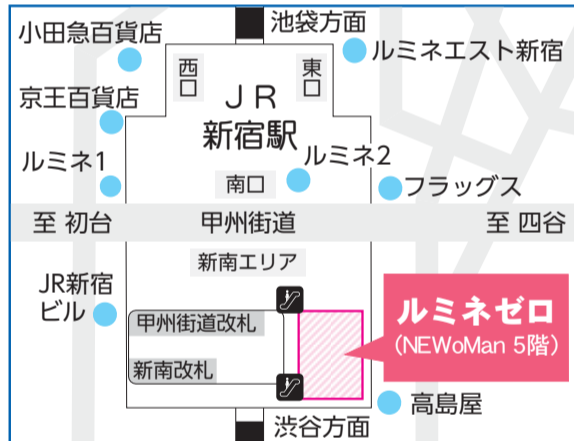 池袋方面
小田急百貨店
ルミネエスト新宿
西口
東口
JR
新宿駅
京王百貨店
ルミネ1
ルミネ2
南口
フラッグス
至 初台
甲州街道
至 四谷
新南エリア
JR新宿
ビル
甲州街道改札
新南改札
ルミネゼロ
(NEWoMan 5階)
高島屋
渋谷方面